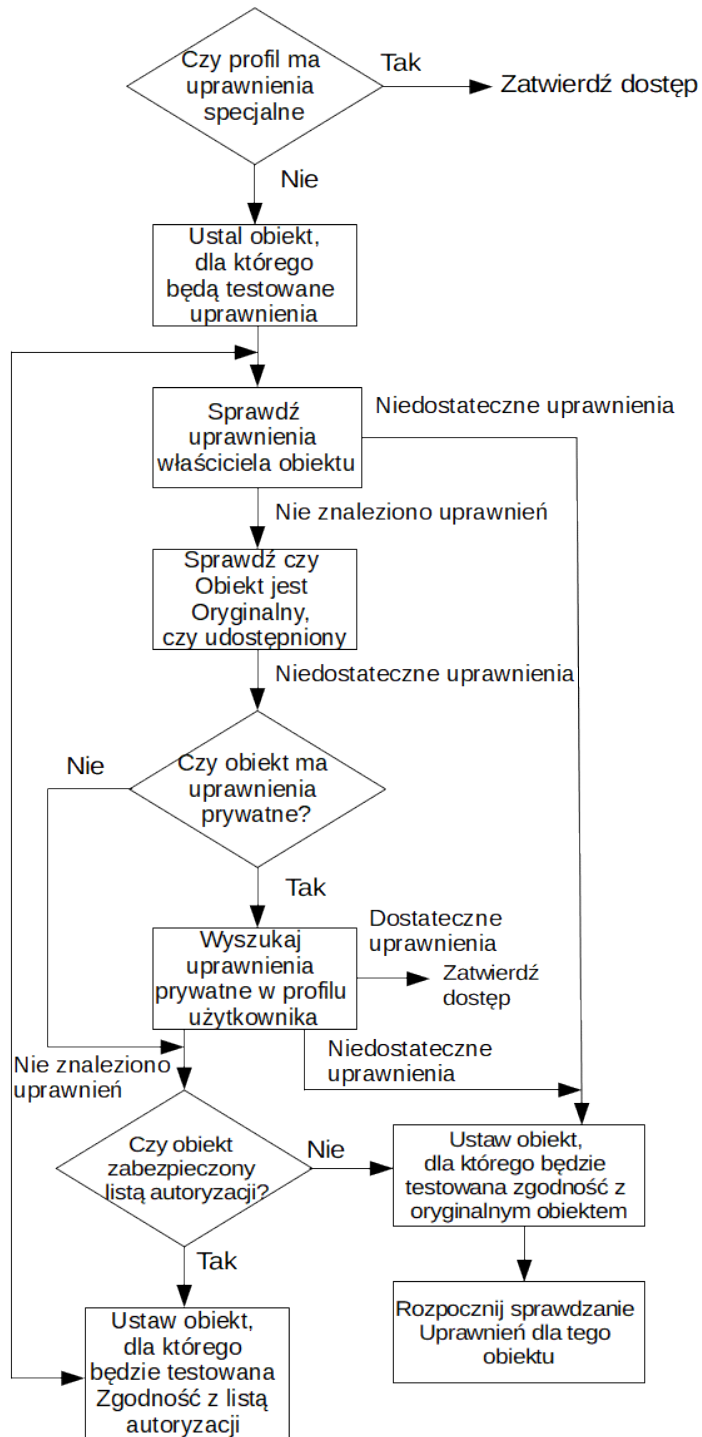 Czy profil ma
uprawnienia
specjalne
Tak
Zatwierdź dostęp
Nie
Ustal obiekt,
dla którego
będą testowane
uprawnienia
Sprawdź
uprawnienia
właściciela obiektu
Niedostateczne uprawnienia
Nie znaleziono uprawnień
Sprawdź czy
Obiekt jest
Oryginalny,
czy udostępniony
Niedostateczne uprawnienia
Czy obiekt ma
uprawnienia
prywatne?
Nie
Tak
Wyszukaj
uprawnienia
prywatne w profilu
użytkownika
Dostateczne
uprawnienia
Zatwierdź
dostęp
Nie znaleziono
uprawnień
Niedostateczne
uprawnienia
Czy obiekt
zabezpieczony
listą autoryzacji?
Nie
Ustaw obiekt,
dla którego będzie
testowana zgodność z
oryginalnym obiektem
Tak
Rozpocznij sprawdzanie
Uprawnień dla tego
obiektu
Ustaw obiekt,
dla którego
będzie testowana
Zgodność z listą
autoryzacji